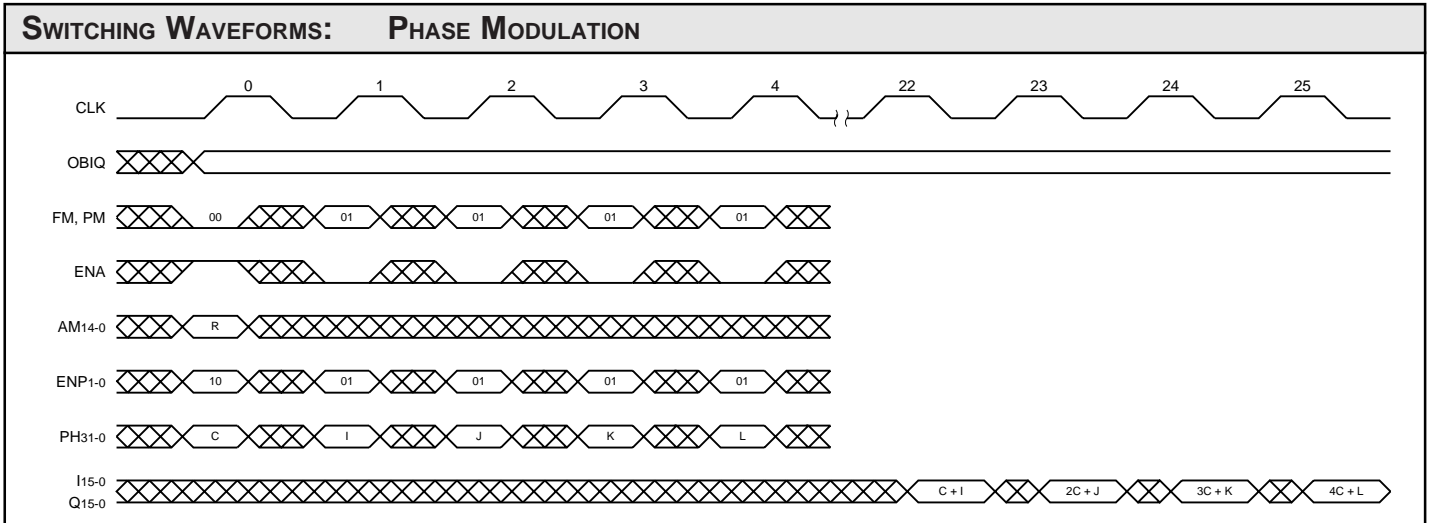 SWITCHING WAVEFORMS: PHASE MODULATION
0 1 2 3 4 22 23 24 25
CLK
OBIQ
FM, PM 00 01 01 01 01
ENA
AM14-0 R
ENP1-0 10 01 01 01 01
PH31-0 C I J K L
I15-0
Q15-0
C + I 2C + J 3C + K 4C + L